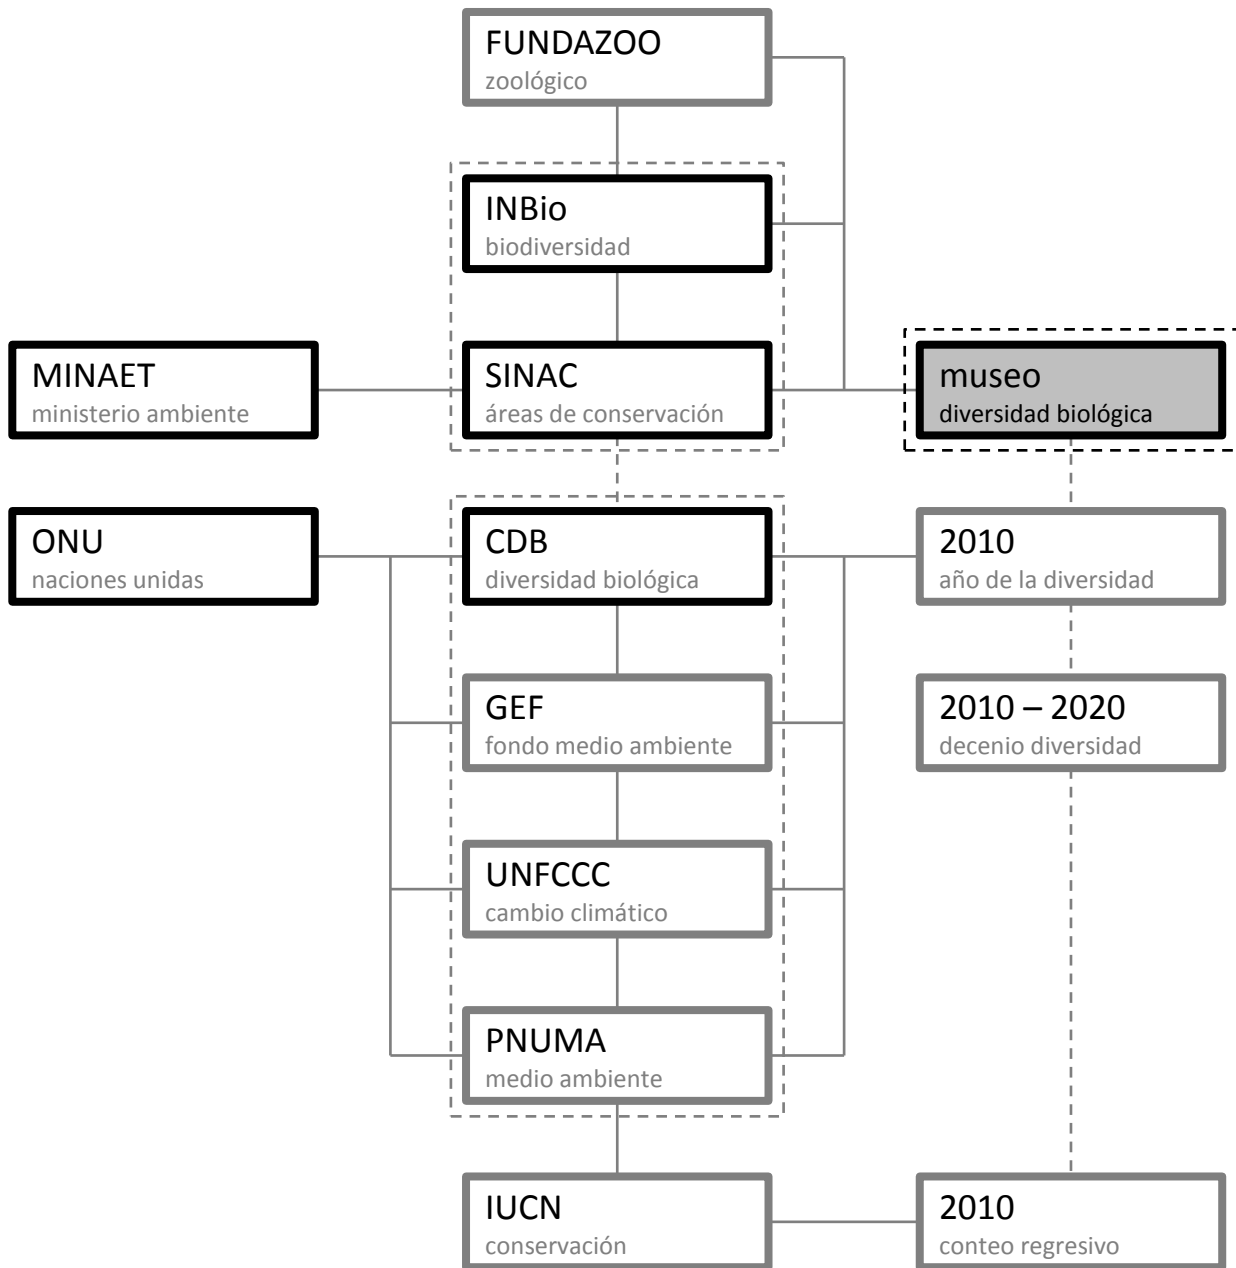 FUNDAZOO
zoológico
INBio
biodiversidad
MINAET
ministerio ambiente
SINAC
áreas de conservación
museo
diversidad biológica
ONU
naciones unidas
CDB
diversidad biológica
2010
año de la diversidad
GEF
fondo medio ambiente
2010 – 2020
decenio diversidad
UNFCCC
cambio climático
PNUMA
medio ambiente
IUCN
conservación
2010
conteo regresivo